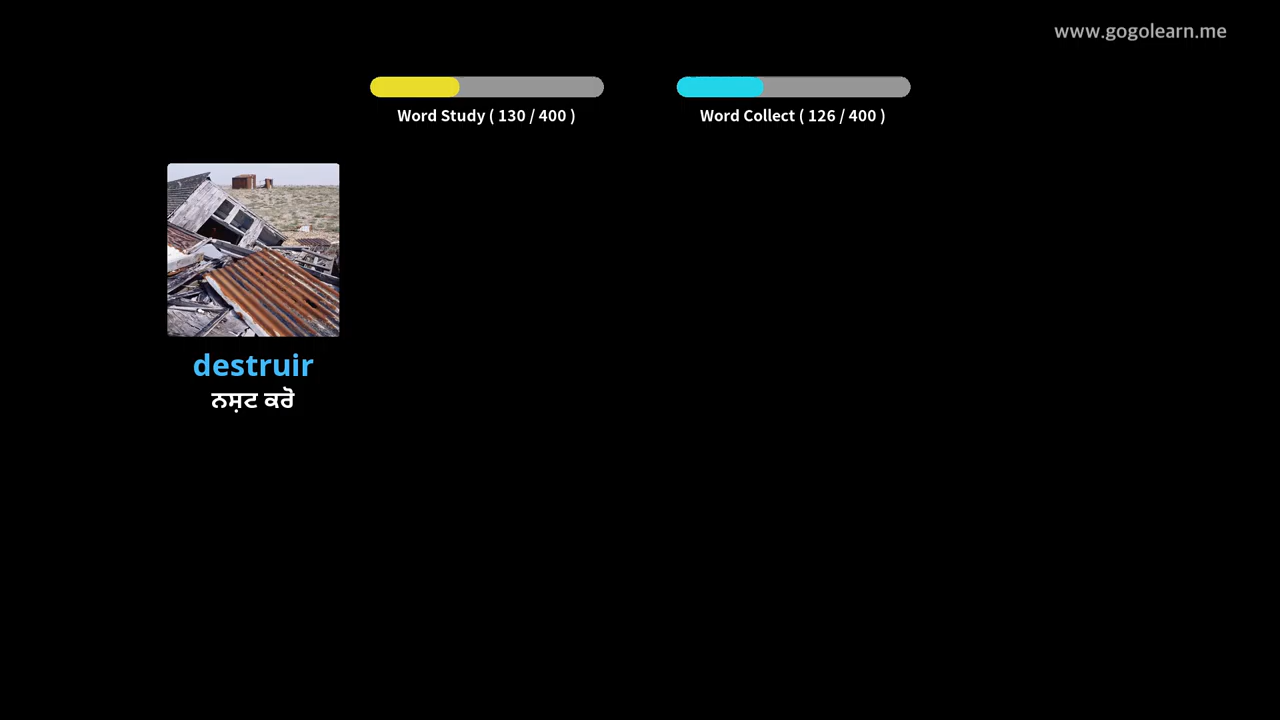 www.gogolearn.me
Word Study ( 130 / 400 )
Word Collect ( 126 / 400 )
destruir
ਨਸ਼ਟ ਕਰੋ